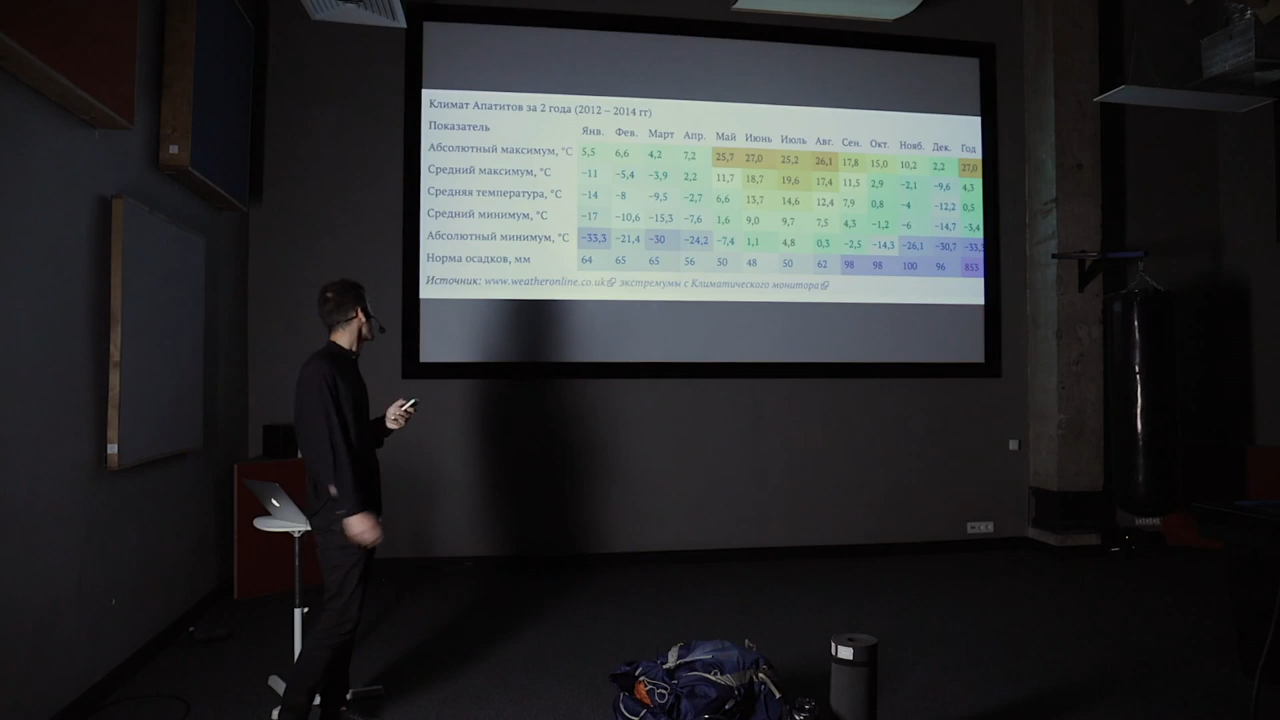 Климат Апатитов за 2 года (2012 – 2014 гг)
Показатель Янв. Фев. Март Апр. Май Июнь Июль Авг. Сен. Окт. Нояб. Дек. Год
Абсолютный максимум, °C 5,5 6,6 4,2 7,2 25,7 27,0 25,2 26,1 17,8 15,0 10,2 2,2 27,0
Средний максимум, °C −11 −5,4 −3,9 2,2 11,7 18,7 19,6 17,4 11,5 2,9 −2,1 −9,6 4,3
Средняя температура, °C −14 −8 −9,5 −2,7 6,6 13,7 14,6 12,4 7,9 0,8 −4 −12,2 0,5
Средний минимум, °C −17 −10,6 −15,3 −7,6 1,6 9,0 9,7 7,5 4,3 −1,2 −6 −14,7 −3,4
Абсолютный минимум, °C −33,3 −21,4 −30 −24,2 −7,4 1,1 4,8 0,3 −2,5 −14,3 −26,1 −30,7 −33,3
Норма осадков, мм 64 65 65 56 50 48 50 62 98 98 100 96 853
Источник: www.weatheronline.co.uk экстремумы с Климатического монитора